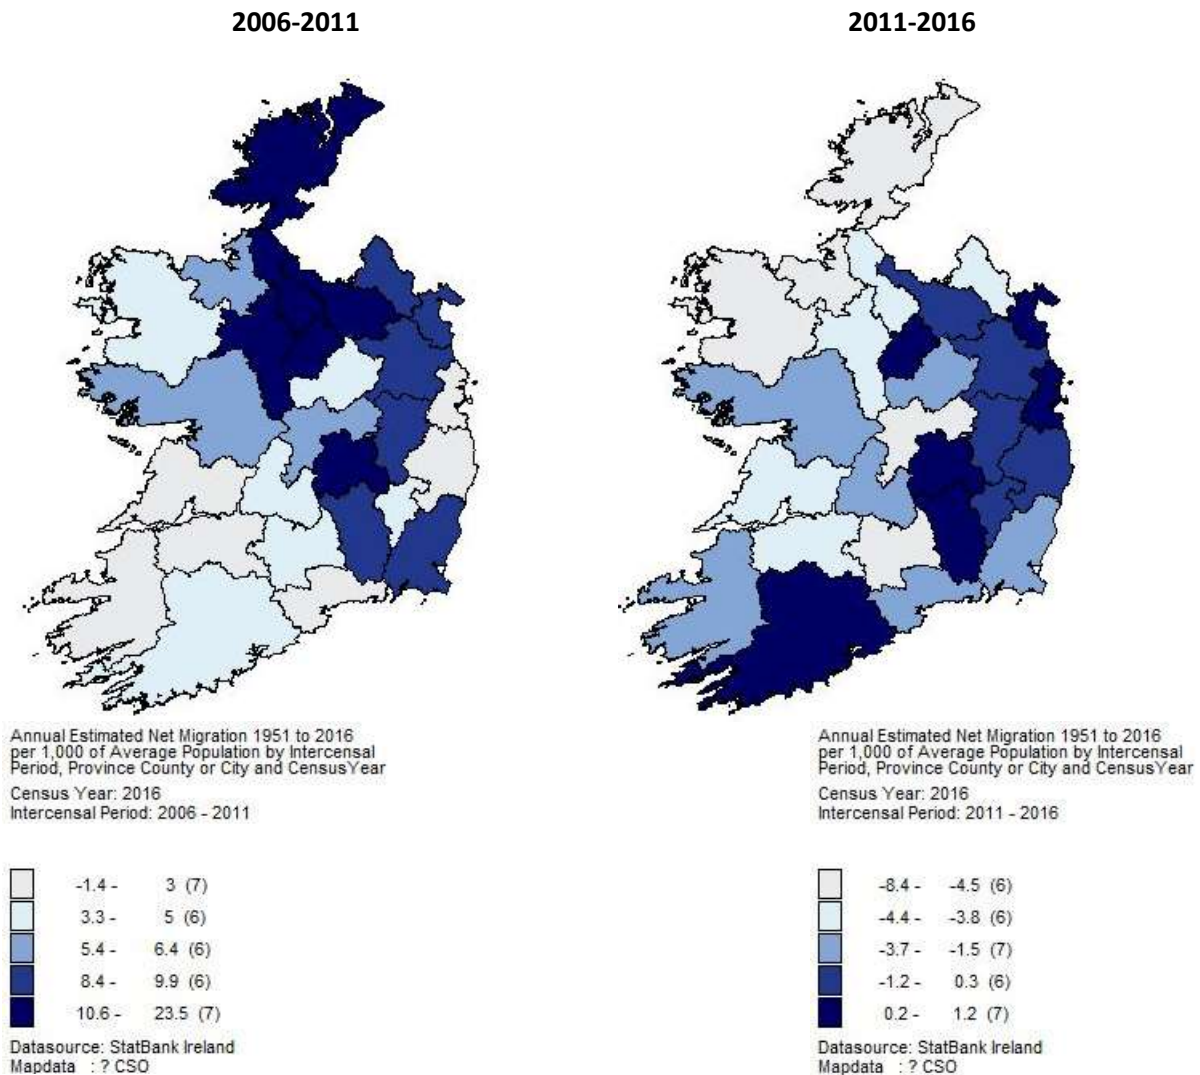 2006-2011
2011-2016
Annual Estimated Net Migration 1951 to 2016
per 1,000 of Average Population by Intercensal
Period, Province County or City and CensusYear
Census Year: 2016
Intercensal Period: 2006 - 2011
-1.4 - 3 (7)
3.3 - 5 (6)
5.4 - 6.4 (6)
8.4 - 9.9 (6)
10.6 - 23.5 (7)
Datasource: StatBank Ireland
Mapdata : ? CSO
Annual Estimated Net Migration 1951 to 2016
per 1,000 of Average Population by Intercensal
Period, Province County or City and CensusYear
Census Year: 2016
Intercensal Period: 2011 - 2016
-8.4 - -4.5 (6)
-4.4 - -3.8 (6)
-3.7 - -1.5 (7)
-1.2 - 0.3 (6)
0.2 - 1.2 (7)
Datasource: StatBank Ireland
Mapdata : ? CSO